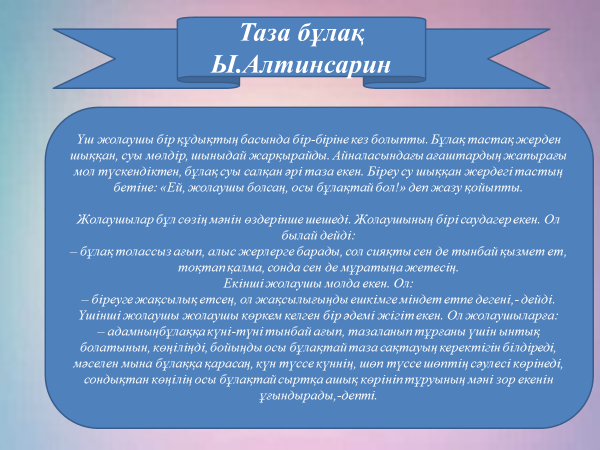 Таза бұлақ
Ы.Алтинсарин
Үш жолаушы бір құдықтың басында бір-біріне кез болыпты. Бұлақ тастақ жерден
шыққан, суы мөлдір, шыныдай жарқырайды. Айналасындағы ағаштардың жапырағы
мол түскендіктен, бұлақ суы салқан әрі таза екен. Біреу су шыққан жердегі тастың
бетіне: «Ей, жолаушы болсаң, осы бұлақтай бол!» деп жазу қойыпты.
Жолаушылар бұл сөзің мәнін өздерінше шешеді. Жолаушының бірі саудагер екен. Ол
былай дейді:
– бұлақ толассыз ағып, алыс жерлерге барады, сол сияқты сен де тынбай қызмет ет,
тоқтап қалма, сонда сен де мұратыңа жетесің.
Екінші жолаушы молда екен. Ол:
– біреуге жақсылық етсең, ол жақсылығыңды ешкімге міндет етпе дегені,- дейді.
Үшінші жолаушы жолаушы көркем келген бір әдемі жігіт екен. Ол жолаушыларға:
– адамныңбұлаққа күні-түні тынбай ағып, тазаланып тұрғаны үшін ынтық
болатынын, көңіліңді, бойыңды осы бұлақтай таза сақтауың керектігін білдіреді,
мәселен мына бұлаққа қарасаң, күн түссе күннің, шөп түссе шөптің сәулесі көрінеді,
сондықтан көңілің осы бұлақтай сыртқа ашық көрініп тұруының мәні зор екенін
ұғындырады,-депті.